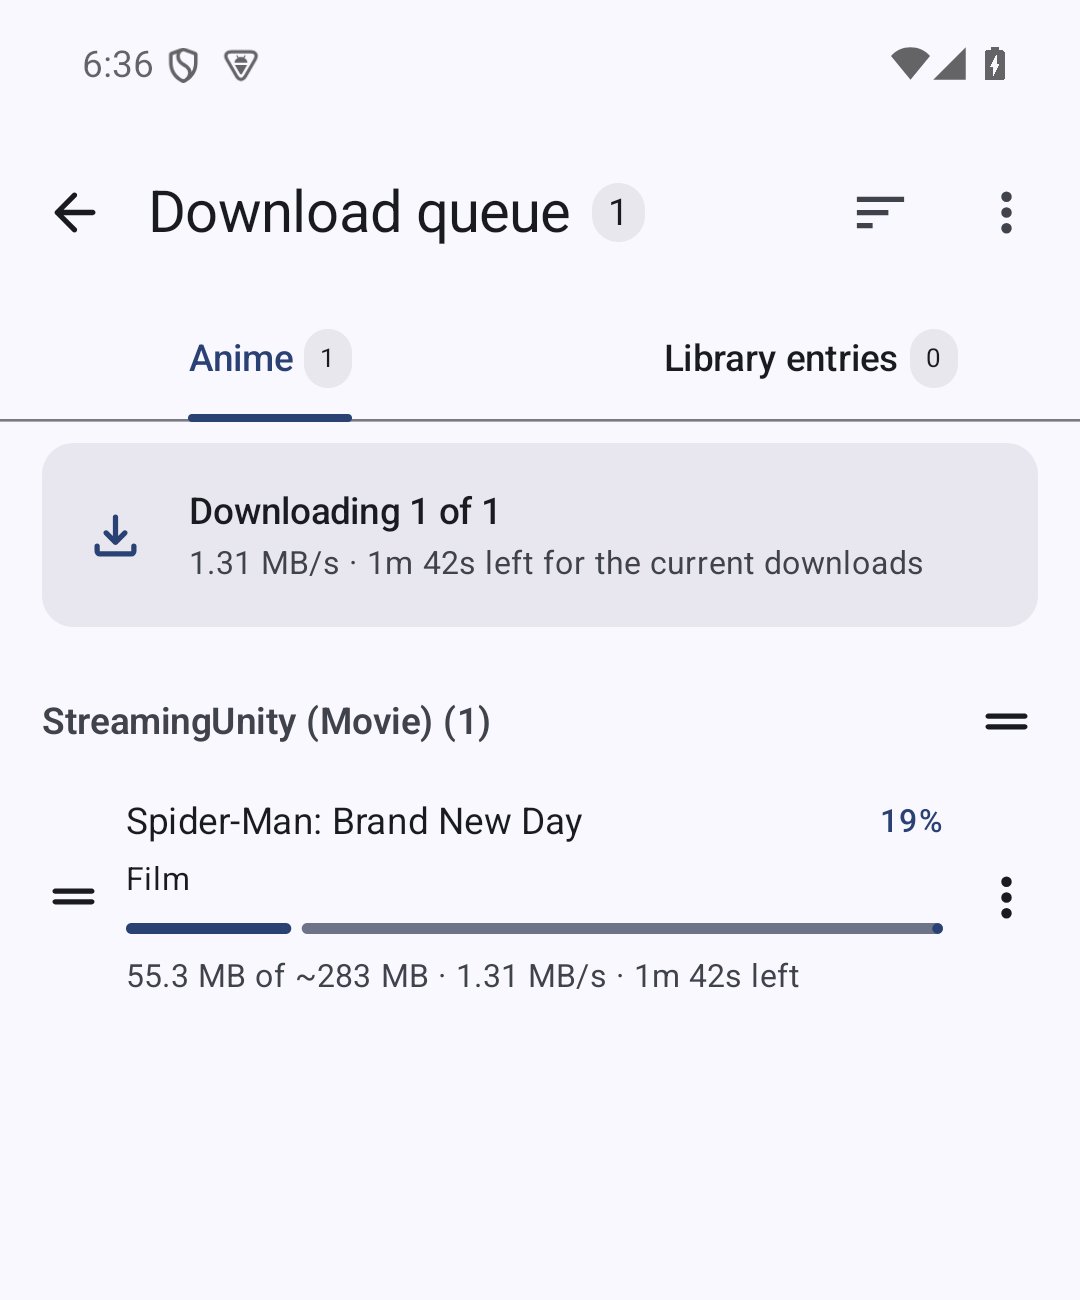 6:36
Download queue 1
Anime 1
Library entries 0
Downloading 1 of 1
1.31 MB/s · 1m 42s left for the current downloads
StreamingUnity (Movie) (1)
Spider-Man: Brand New Day 19%
Film
55.3 MB of ~283 MB · 1.31 MB/s · 1m 42s left